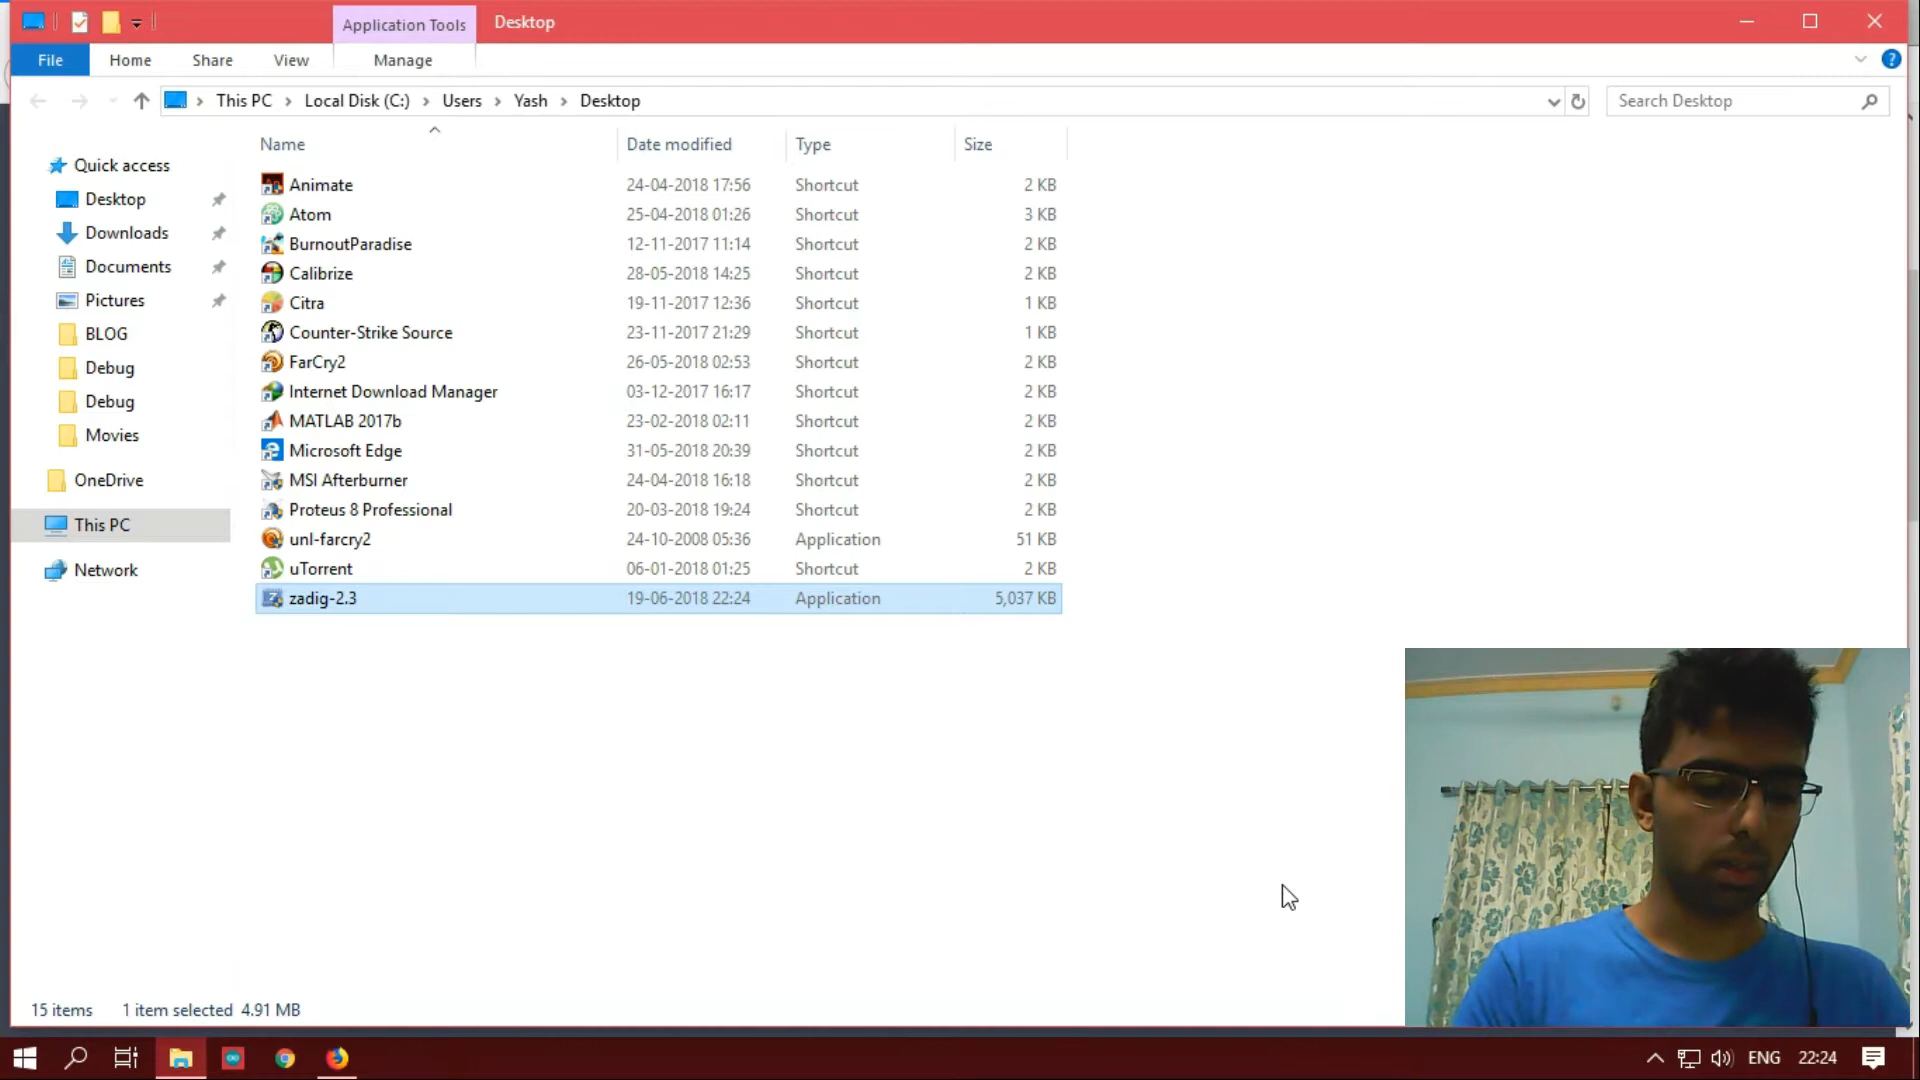 Application Tools
Desktop
File
Home
Share
View
Manage
This PC
Local Disk (C:)
Users
Yash
Desktop
Search Desktop
Name
Date modified
Type
Size
Quick access
Desktop
Downloads
Documents
Pictures
BLOG
Debug
Debug
Movies
OneDrive
This PC
Network
Animate 24-04-2018 17:56 Shortcut 2 KB
Atom 25-04-2018 01:26 Shortcut 3 KB
BurnoutParadise 12-11-2017 11:14 Shortcut 2 KB
Calibrize 28-05-2018 14:25 Shortcut 2 KB
Citra 19-11-2017 12:36 Shortcut 1 KB
Counter-Strike Source 23-11-2017 21:29 Shortcut 1 KB
FarCry2 26-05-2018 02:53 Shortcut 2 KB
Internet Download Manager 03-12-2017 16:17 Shortcut 2 KB
MATLAB 2017b 23-02-2018 02:11 Shortcut 2 KB
Microsoft Edge 31-05-2018 20:39 Shortcut 2 KB
MSI Afterburner 24-04-2018 16:18 Shortcut 2 KB
Proteus 8 Professional 20-03-2018 19:24 Shortcut 2 KB
unl-farcry2 24-10-2008 05:36 Application 51 KB
uTorrent 06-01-2018 01:25 Shortcut 2 KB
zadig-2.3 19-06-2018 22:24 Application 5,037 KB
15 items 1 item selected 4.91 MB
ENG 22:24